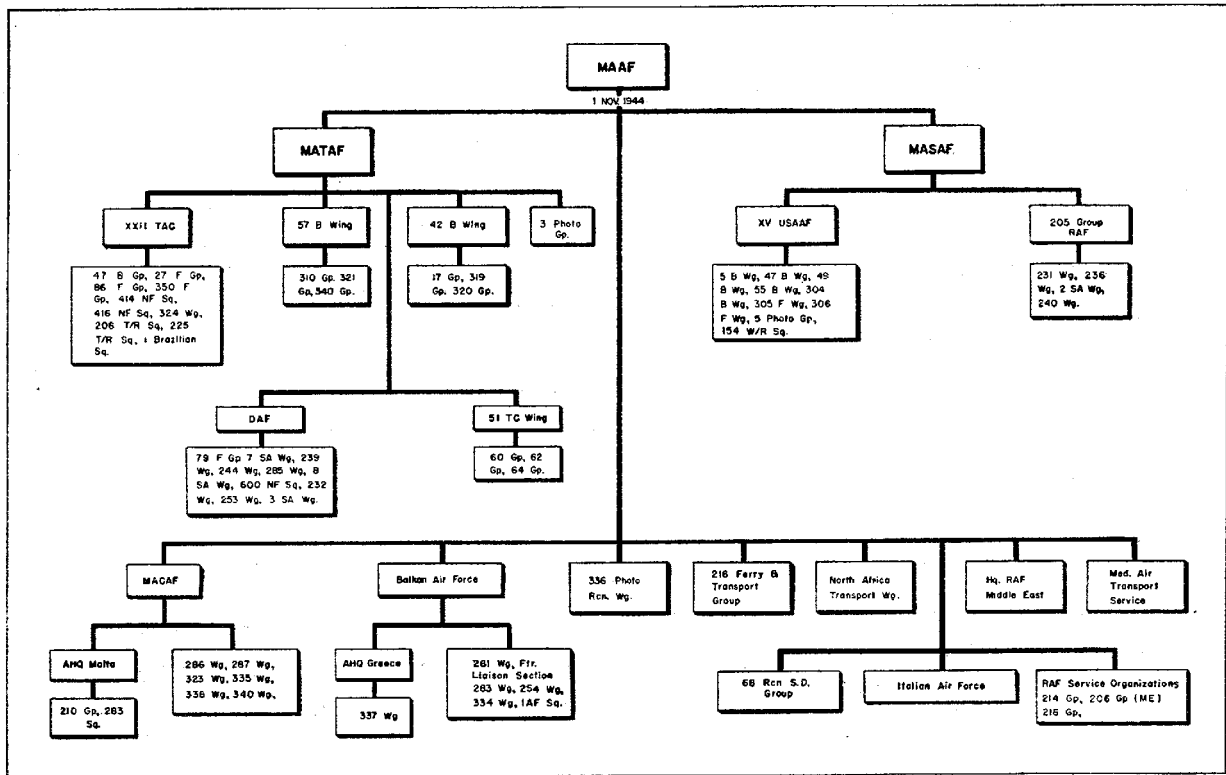 MAAF
1 NOV. 1944
MATAF
MASAF
XXII TAC
57 B Wing
42 B Wing
3 Photo
Gp.
XV USAAF
205 Group
RAF
47 B Gp, 27 F Gp,
86 F Gp, 350 F
Gp, 414 NF Sq,
416 NF Sq, 324 Wg,
206 T/R Sq, 225
T/R Sq, 1 Brazilian
Sq.
310 Gp. 321
Gp, 340 Gp.
17 Gp, 319
Gp, 320 Gp.
5 B Wg, 47 B Wg, 49
B Wg, 55 B Wg, 304
B Wg, 305 F Wg, 306
F Wg, 5 Photo Gp,
154 W/R Sq.
231 Wg, 236
Wg, 2 SA Wg,
240 Wg.
DAF
51 TC Wing
79 F Gp 7 SA Wg, 239
Wg, 244 Wg, 285 Wg, 8
SA Wg, 600 NF Sq, 232
Wg, 253 Wg, 3 SA Wg.
60 Gp, 62
Gp, 64 Gp.
MACAF
Balkan Air Force
336 Photo
Rcn. Wg.
216 Ferry &
Transport
Group
North Africa
Transport Wg.
Hq. RAF
Middle East
Med. Air
Transport
Service
AHQ Malta
286 Wg, 287 Wg,
323 Wg, 335 Wg,
338 Wg, 340 Wg,
AHQ Greece
281 Wg, Ftr.
Liaison Section
283 Wg, 254 Wg,
334 Wg, IAF Sq.
68 Rcn S.D.
Group
Italian Air Force
RAF Service Organizations
214 Gp, 206 Gp (ME)
218 Gp,
210 Gp, 283
Sq.
337 Wg